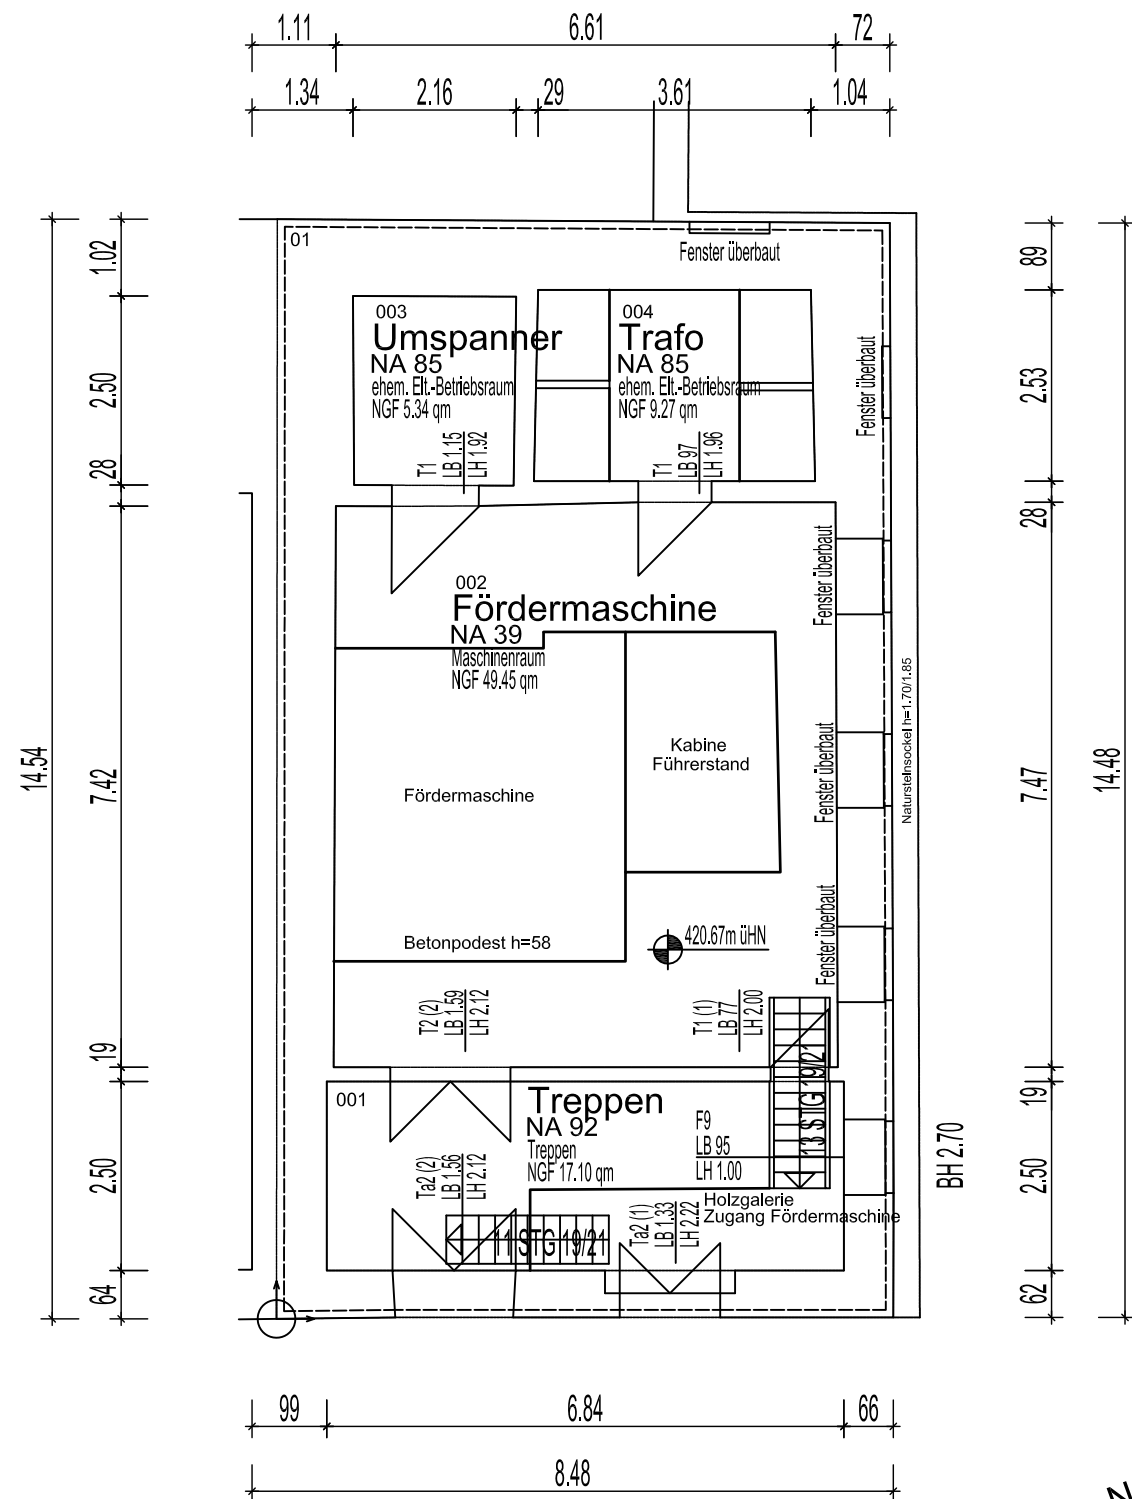 1.11
6.61
72
1.34
2.16
29
3.61
1.04
01
Fenster überbaut
1.02
89
003
Umspanner
NA 85
ehem. Elt.-Betriebsraum
NGF 5.34 qm
004
Trafo
NA 85
ehem. Elt.-Betriebsraum
NGF 9.27 qm
Fenster überbaut
2.50
2.53
T1
LB 1.15
LH 1.92
T1
LB 97
LH 1.96
28
28
Fenster überbaut
002
Fördermaschine
NA 39
Maschinenraum
NGF 49.45 qm
Natursteinsockel h=1.70/1.85
Kabine
Führerstand
Fördermaschine
Fenster überbaut
14.54
7.42
7.47
14.48
Betonpodest h=58
420.67m üHN
Fenster überbaut
T2 (2)
LB 1.59
LH 2.12
T1 (1)
LB 77
LH 2.00
19
19
13 STG 19/21
001
Treppen
NA 92
Treppen
NGF 17.10 qm
F9
LB 95
LH 1.00
2.50
2.50
BH 2.70
Ta2 (2)
LB 1.56
LH 2.12
Holzgalerie
Zugang Fördermaschine
Ta2 (1)
LB 1.33
LH 2.22
11 STG 19/21
64
62
99
6.84
66
8.48
N